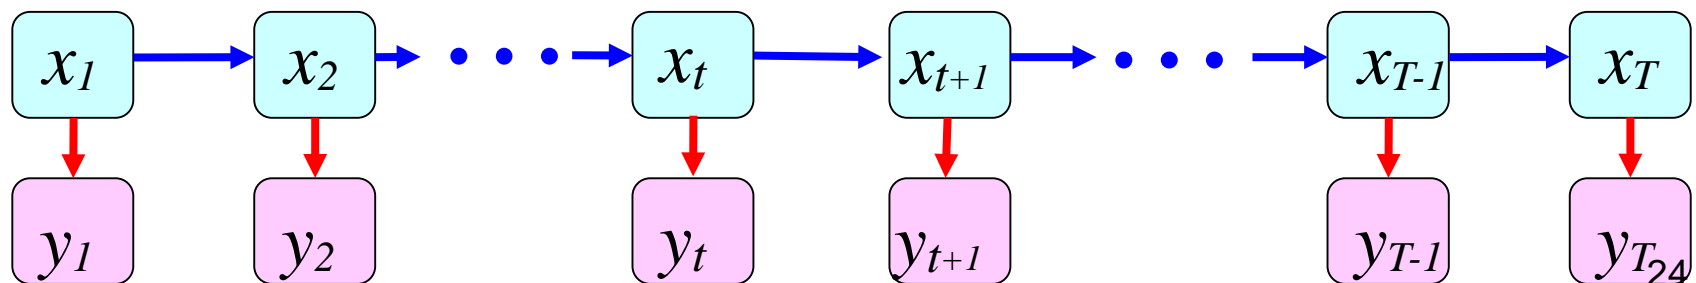 x1 x2 • • • xt xt+1 • • • xT-1 xT
y1 y2 yt yt+1 yT-1 yT
24